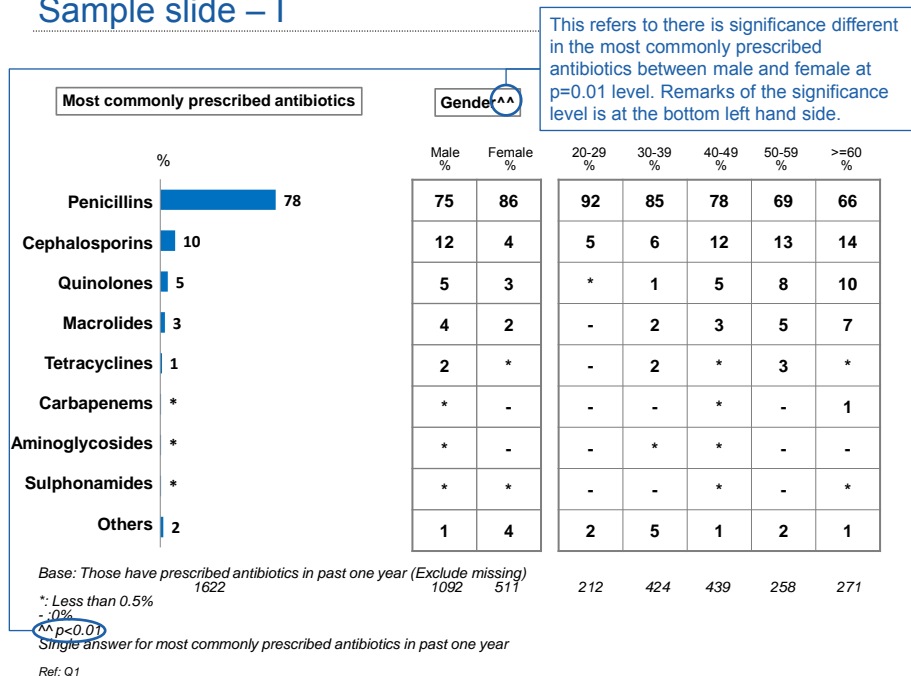 Sample slide – I
This refers to there is significance different
in the most commonly prescribed
antibiotics between male and female at
p=0.01 level. Remarks of the significance
level is at the bottom left hand side.
Most commonly prescribed antibiotics
Gender^^
%
Male % Female % 20-29 % 30-39 % 40-49 % 50-59 % >=60 %
Penicillins 78 75 86 92 85 78 69 66
Cephalosporins 10 12 4 5 6 12 13 14
Quinolones 5 5 3 * 1 5 8 10
Macrolides 3 4 2 - 2 3 5 7
Tetracyclines 1 2 * - 2 * 3 *
Carbapenems * * - - - * - 1
Aminoglycosides * * - - * * - -
Sulphonamides * * * - - * - *
Others 2 1 4 2 5 1 2 1
Base: Those have prescribed antibiotics in past one year (Exclude missing)
1622 1092 511 212 424 439 258 271
*: Less than 0.5%
- :0%
^^ p<0.01
Single answer for most commonly prescribed antibiotics in past one year
Ref: Q1